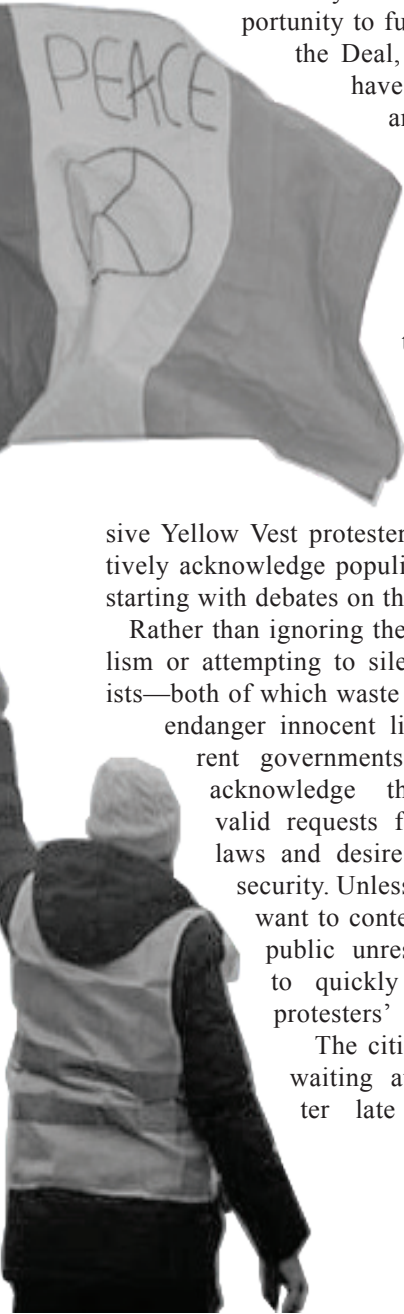 PEACE
portunity to fu
the Deal,
have
sive Yellow Vest protester
tively acknowledge populi
starting with debates on th
Rather than ignoring the
lism or attempting to sile
ists—both of which waste
endanger innocent li
rent governments
acknowledge th
valid requests f
laws and desire
security. Unless
want to conte
public unres
to quickly
protesters’
The citi
waiting a
ter late